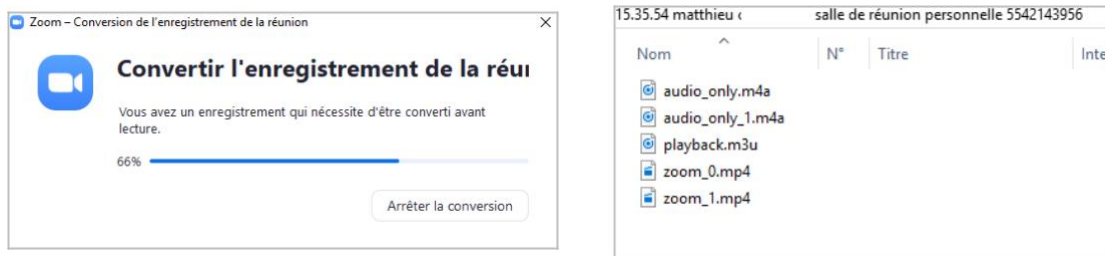 Zoom – Conversion de l'enregistrement de la réunion
Convertir l'enregistrement de la
Vous avez un enregistrement qui nécessite d'être converti avant
lecture.
66%
Arrêter la conversion
15.35.54 matthieu salle de réunion personnelle 5542143956
Nom N° Titre
audio_only.m4a
audio_only_1.m4a
playback.m3u
zoom_0.mp4
zoom_1.mp4